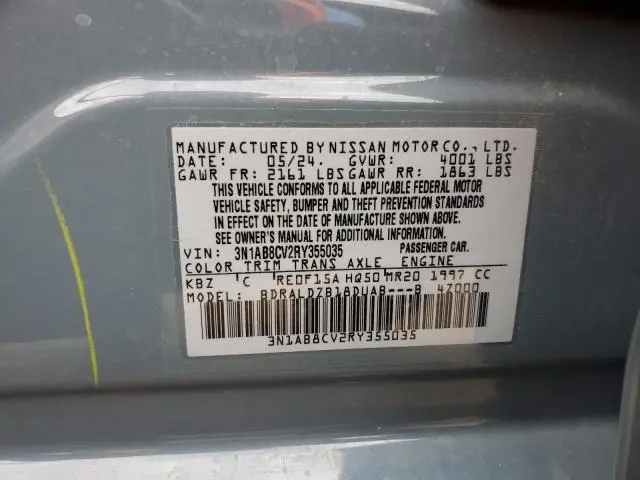 MANUFACTURED BY NISSAN MOTOR CO., LTD.
DATE: 05/24. GVWR: 4001 LBS
GAWR FR: 2161 LBS GAWR RR: 1863 LBS
THIS VEHICLE CONFORMS TO ALL APPLICABLE FEDERAL MOTOR
VEHICLE SAFETY, BUMPER AND THEFT PREVENTION STANDARDS
IN EFFECT ON THE DATE OF MANUFACTURE SHOWN ABOVE.
SEE OWNER'S MANUAL FOR ADDITIONAL INFORMATION.
VIN: 3N1AB8CV2RY355035 PASSENGER CAR.
COLOR TRIM TRANS AXLE ENGINE
KBZ C RE0F15A HQ50 MR20 1997 CC
MODEL: BDRALDZB18DUAB---B 4Z000
3N1AB8CV2RY355035